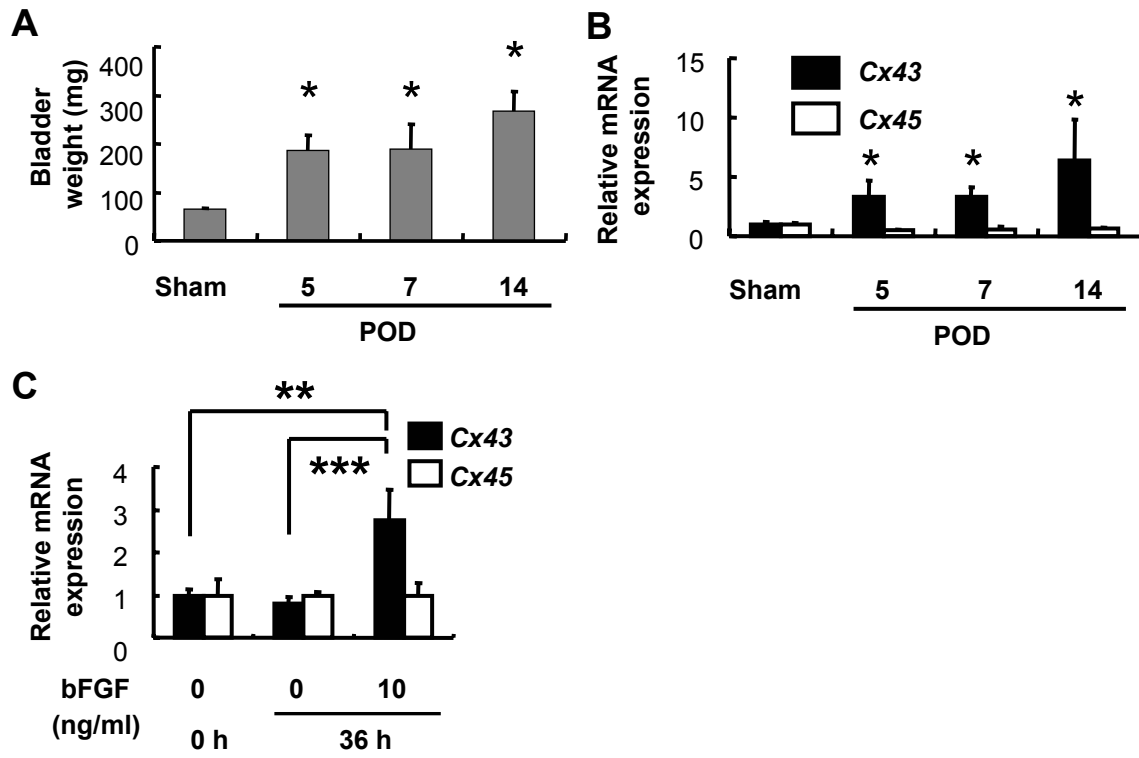 A
Bladder
weight (mg)
400
300
200
100
0
*
*
*
Sham
5
7
14
POD
B
Relative mRNA
expression
15
10
5
0
Cx43
Cx45
*
*
*
Sham
5
7
14
POD
C
Relative mRNA
expression
4
3
2
1
0
**
***
Cx43
Cx45
bFGF
(ng/ml)
0
0
10
0 h
36 h